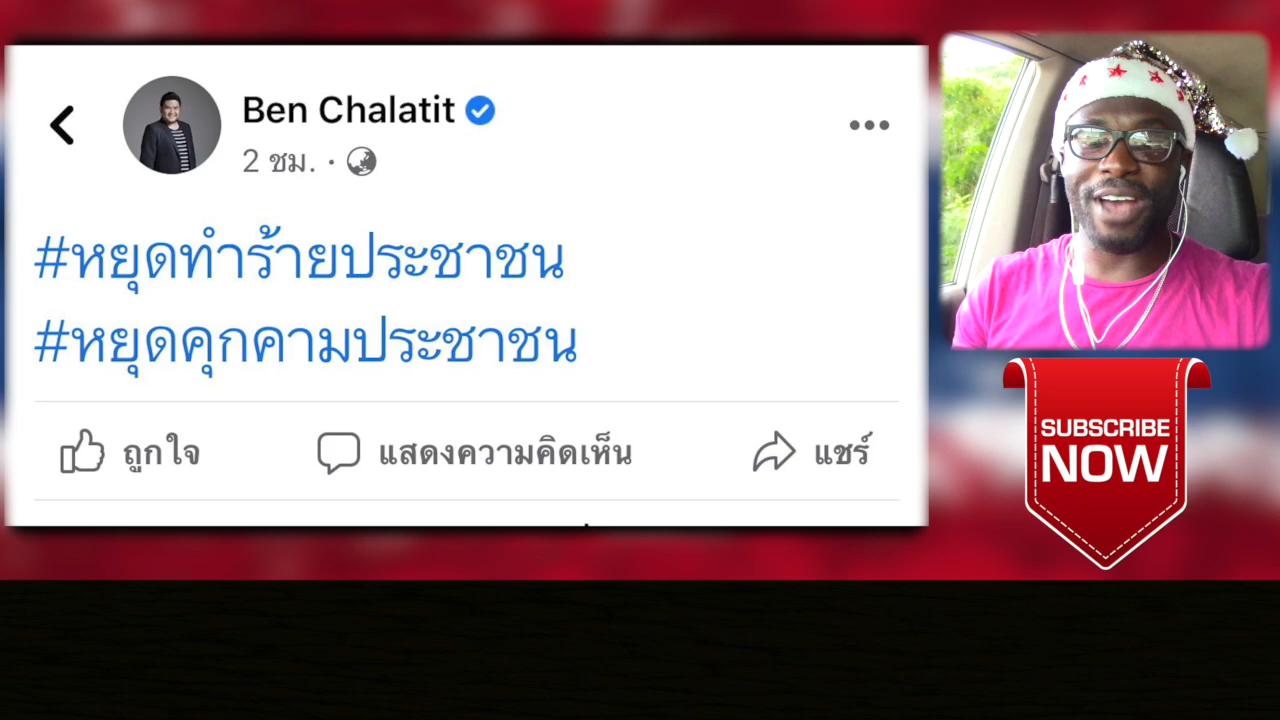 Ben Chalatit
2 ชม. ·
#หยุดทำร้ายประชาชน
#หยุดคุกคามประชาชน
ถูกใจ
แสดงความคิดเห็น
แชร์
SUBSCRIBE
NOW